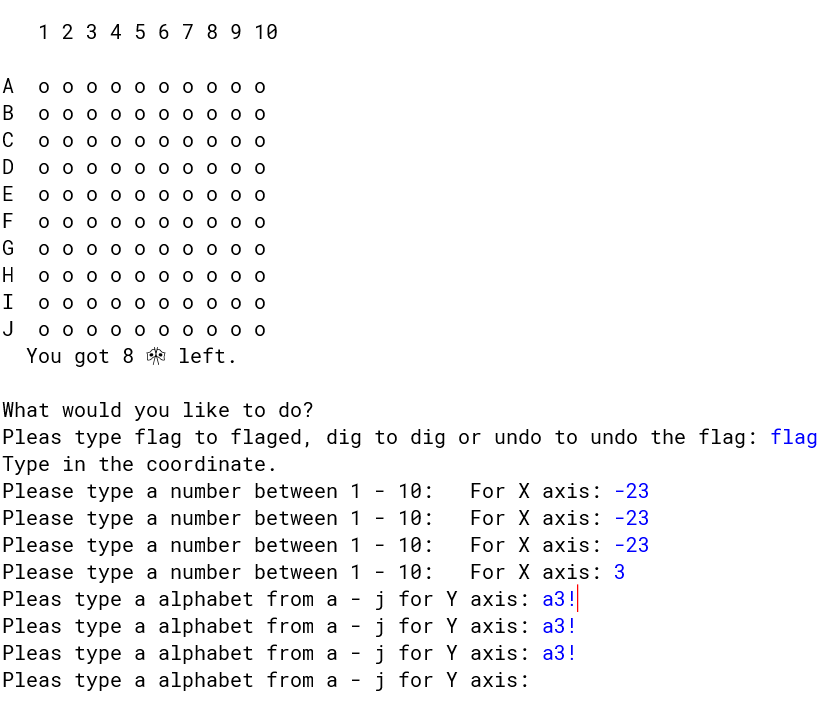 1 2 3 4 5 6 7 8 9 10
A o o o o o o o o o o
B o o o o o o o o o o
C o o o o o o o o o o
D o o o o o o o o o o
E o o o o o o o o o o
F o o o o o o o o o o
G o o o o o o o o o o
H o o o o o o o o o o
I o o o o o o o o o o
J o o o o o o o o o o
You got 8 🎌 left.
What would you like to do?
Pleas type flag to flaged, dig to dig or undo to undo the flag: flag
Type in the coordinate.
Please type a number between 1 - 10:   For X axis: -23
Please type a number between 1 - 10:   For X axis: -23
Please type a number between 1 - 10:   For X axis: -23
Please type a number between 1 - 10:   For X axis: 3
Pleas type a alphabet from a - j for Y axis: a3!
Pleas type a alphabet from a - j for Y axis: a3!
Pleas type a alphabet from a - j for Y axis: a3!
Pleas type a alphabet from a - j for Y axis: